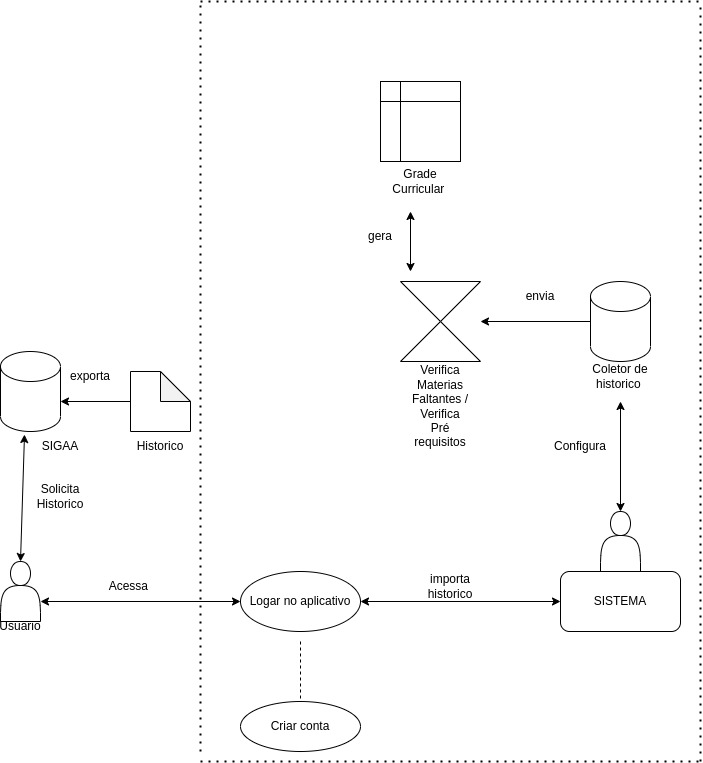 Grade
Curricular
gera
envia
Verifica
Materias
Faltantes /
Verifica
Pré
requisitos
Coletor de
historico
exporta
SIGAA
Historico
Configura
Solicita
Historico
Acessa
Usuario
Logar no aplicativo
importa
historico
SISTEMA
Criar conta